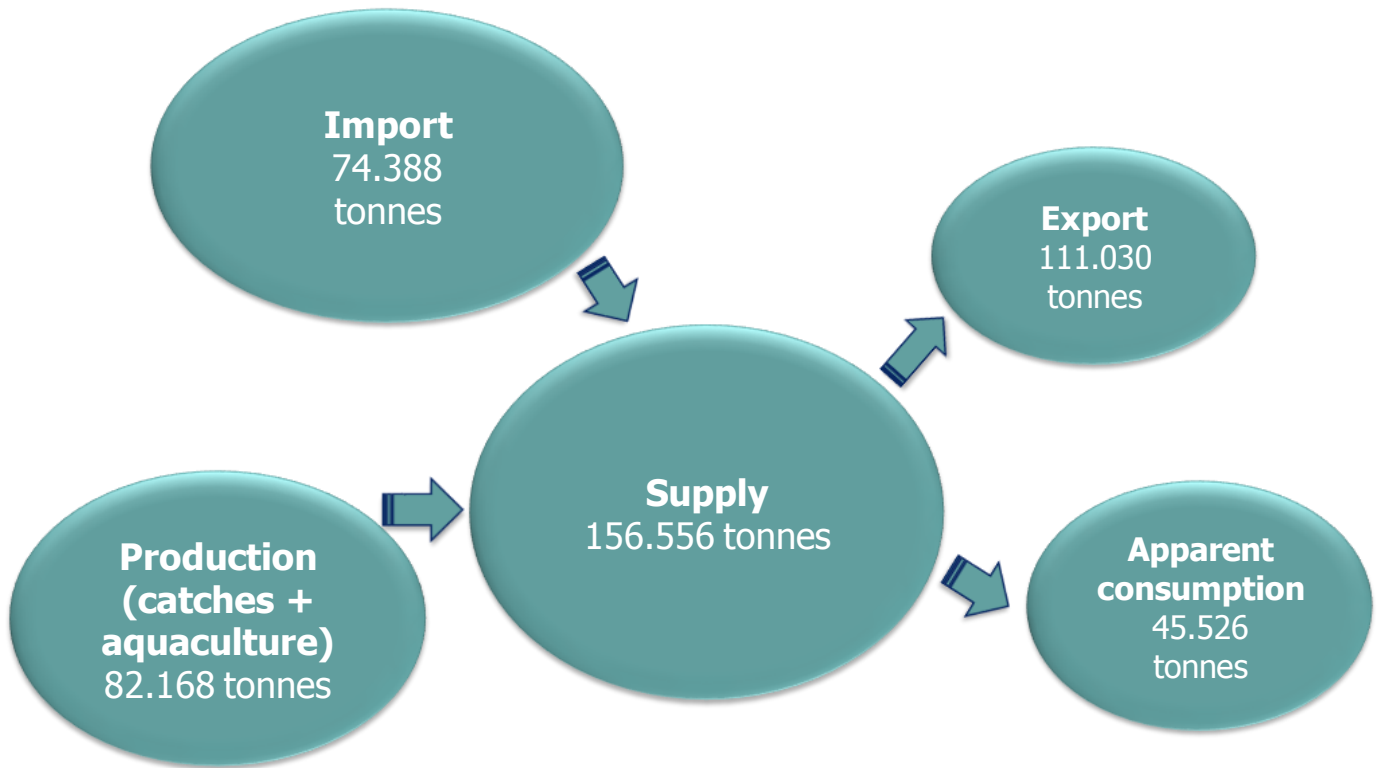 Import
74.388
tonnes
Export
111.030
tonnes
Supply
156.556 tonnes
Production
(catches +
aquaculture)
82.168 tonnes
Apparent
consumption
45.526
tonnes